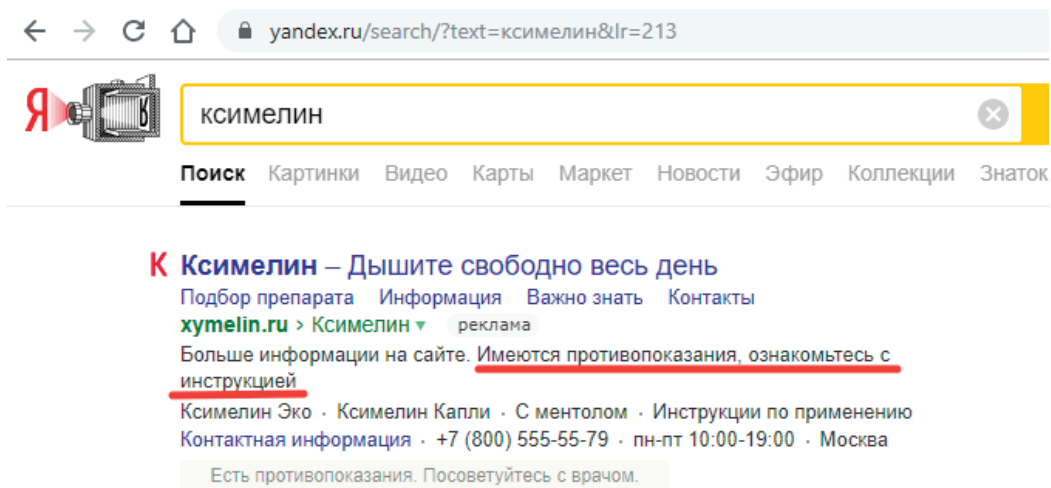 yandex.ru/search/?text=ксимелин&lr=213
Я
ксимелин
Поиск Картинки Видео Карты Маркет Новости Эфир Коллекции Знаток
К Ксимелин – Дышите свободно весь день
Подбор препарата Информация Важно знать Контакты
xymelin.ru › Ксимелин ▾ реклама
Больше информации на сайте. Имеются противопоказания, ознакомьтесь с
инструкцией
Ксимелин Эко · Ксимелин Капли · С ментолом · Инструкции по применению
Контактная информация · +7 (800) 555-55-79 · пн-пт 10:00-19:00 · Москва
Есть противопоказания. Посоветуйтесь с врачом.